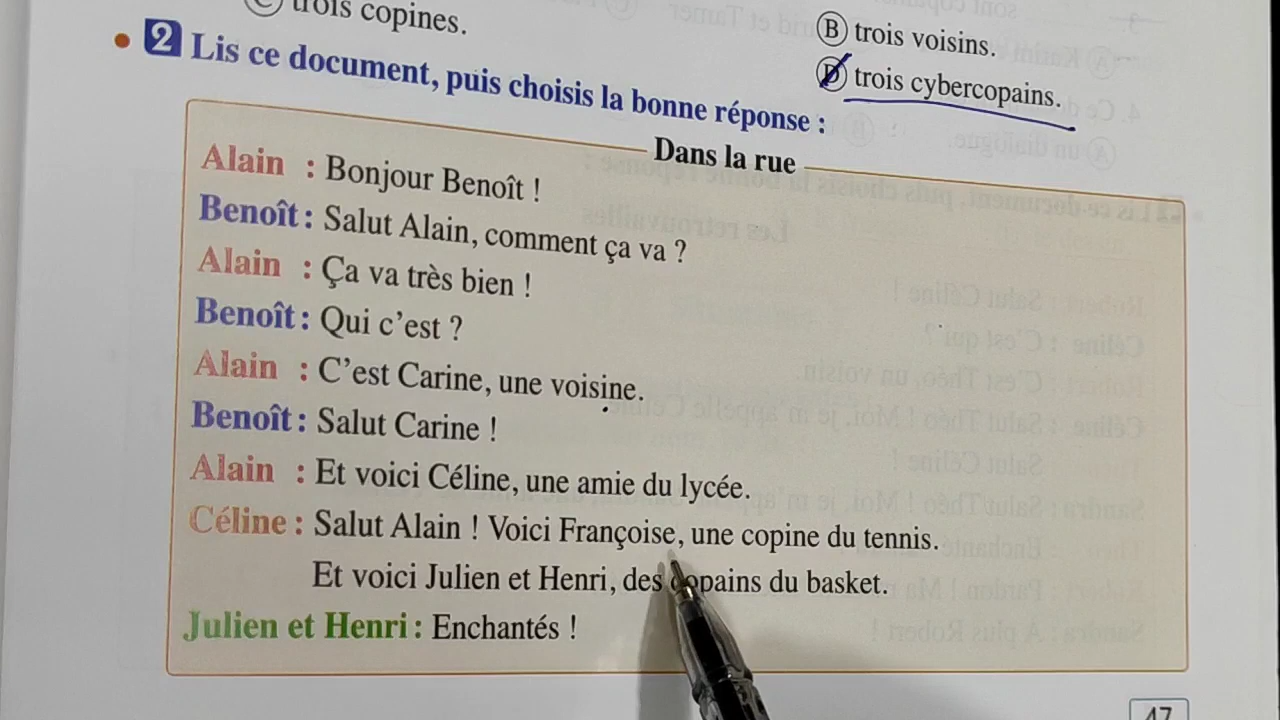 C trois copines.
B trois voisins.
D trois cybercopains.
2 Lis ce document, puis choisis la bonne réponse :
Dans la rue
Alain : Bonjour Benoît !
Benoît : Salut Alain, comment ça va ?
Alain : Ça va très bien !
Benoît : Qui c'est ?
Alain : C'est Carine, une voisine.
Benoît : Salut Carine !
Alain : Et voici Céline, une amie du lycée.
Céline : Salut Alain ! Voici Françoise, une copine du tennis.
Et voici Julien et Henri, des copains du basket.
Julien et Henri : Enchantés !
47